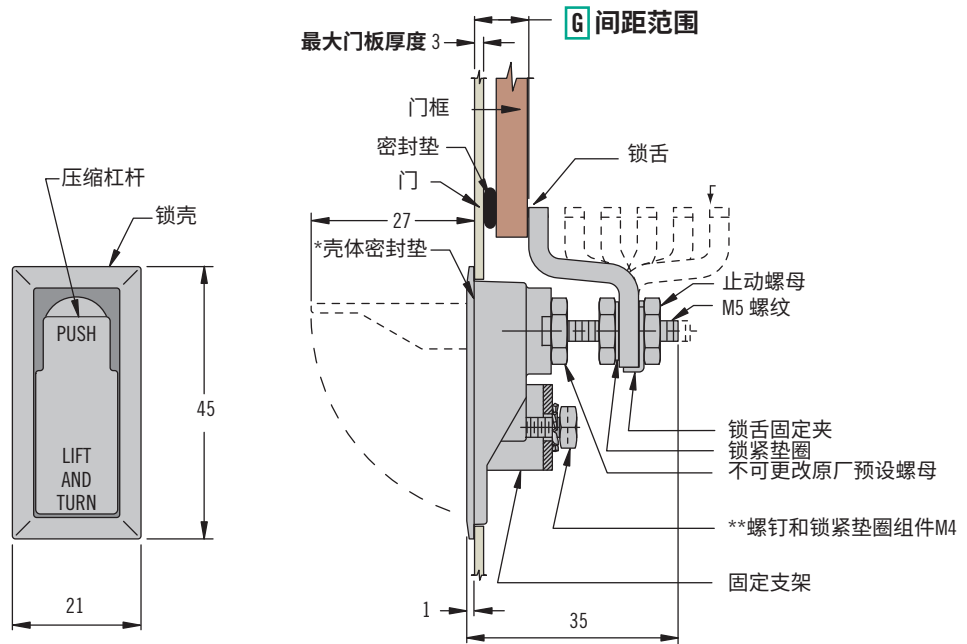 G 间距范围
最大门板厚度 3
门框
密封垫
锁舌
门
压缩杠杆
锁壳
27
*壳体密封垫
止动螺母
M5 螺纹
PUSH
45
LIFT
AND
TURN
锁舌固定夹
锁紧垫圈
不可更改原厂预设螺母
**螺钉和锁紧垫圈组件M4
固定支架
21
1
35